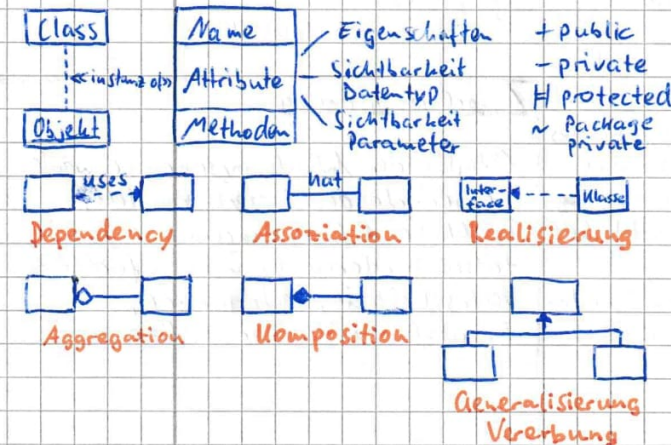 Class
<<instanz of>>
Objekt
Name
Attribute
Methoden
Eigenschaften
Sichtbarkeit
Datentyp
Sichtbarkeit
Parameter
+ public
- private
# protected
~ Package
private
uses
Dependency
hat
Assoziation
Inter-
face
Klasse
Realisierung
Aggregation
Komposition
Generalisierung
Vererbung